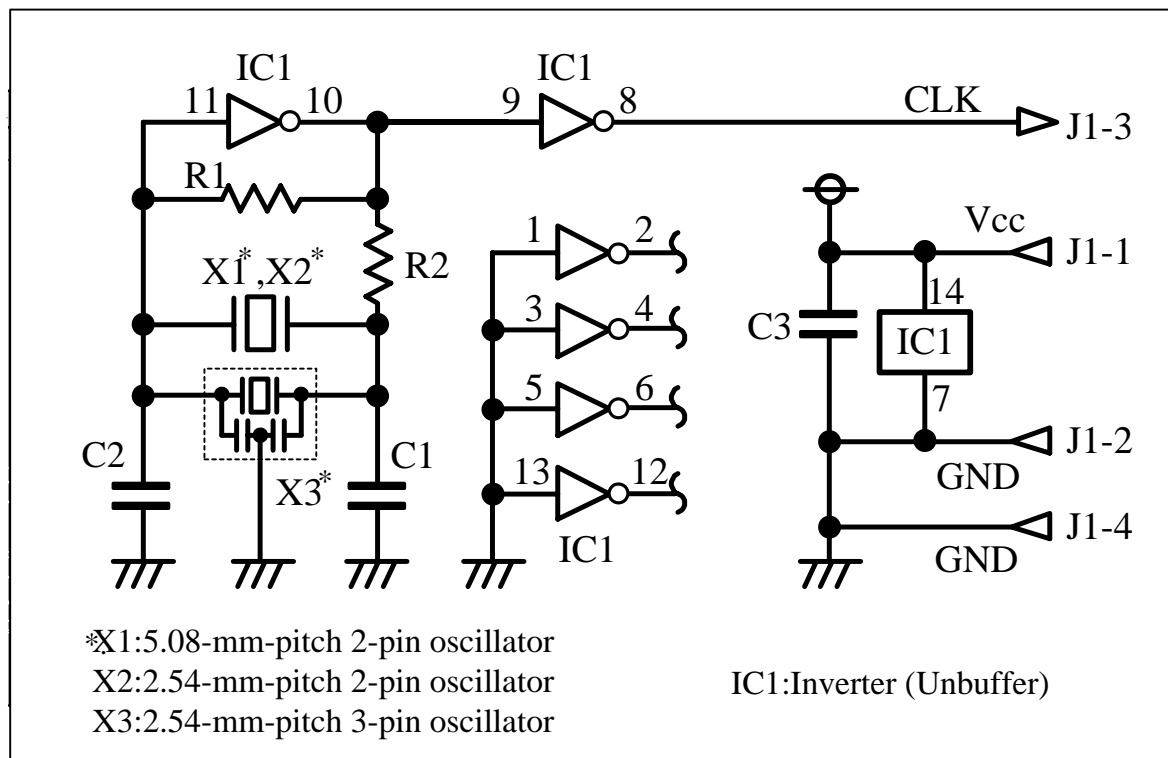 IC1
IC1
11
10
9
8
CLK
J1-3
R1
1
2
Vcc
X1*,X2*
R2
J1-1
3
4
14
C3
IC1
5
6
7
C2
C1
J1-2
X3*
13
12
GND
IC1
J1-4
GND
*X1:5.08-mm-pitch 2-pin oscillator
X2:2.54-mm-pitch 2-pin oscillator
IC1:Inverter (Unbuffer)
X3:2.54-mm-pitch 3-pin oscillator